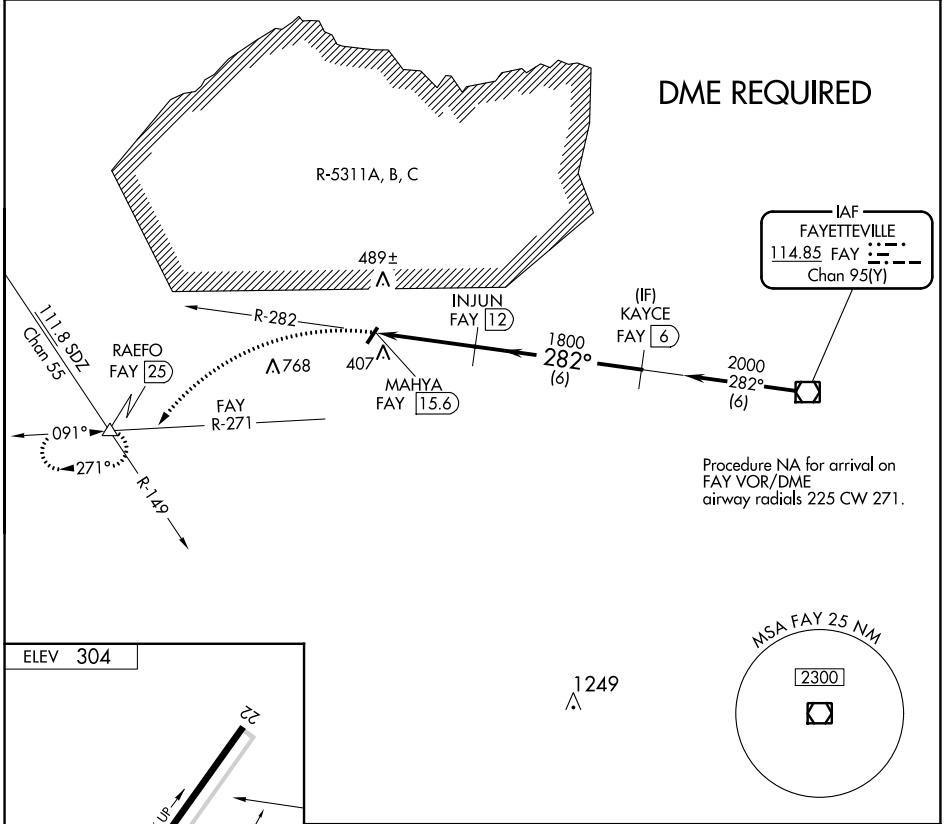 DME REQUIRED
R-5311A, B, C
IAF
FAYETTEVILLE
114.85 FAY
Chan 95(Y)
489±
INJUN
FAY 12
(IF)
KAYCE
FAY 6
R-282
1800
282°
(6)
2000
282°
(6)
111.8 SDZ
Chan 55
RAEFO
FAY 25
768
407
MAHYA
FAY 15.6
FAY
R-271
091°
271°
R-149
Procedure NA for arrival on
FAY VOR/DME
airway radials 225 CW 271.
MSA FAY 25 NM
2300
1249
ELEV 304
22
UP